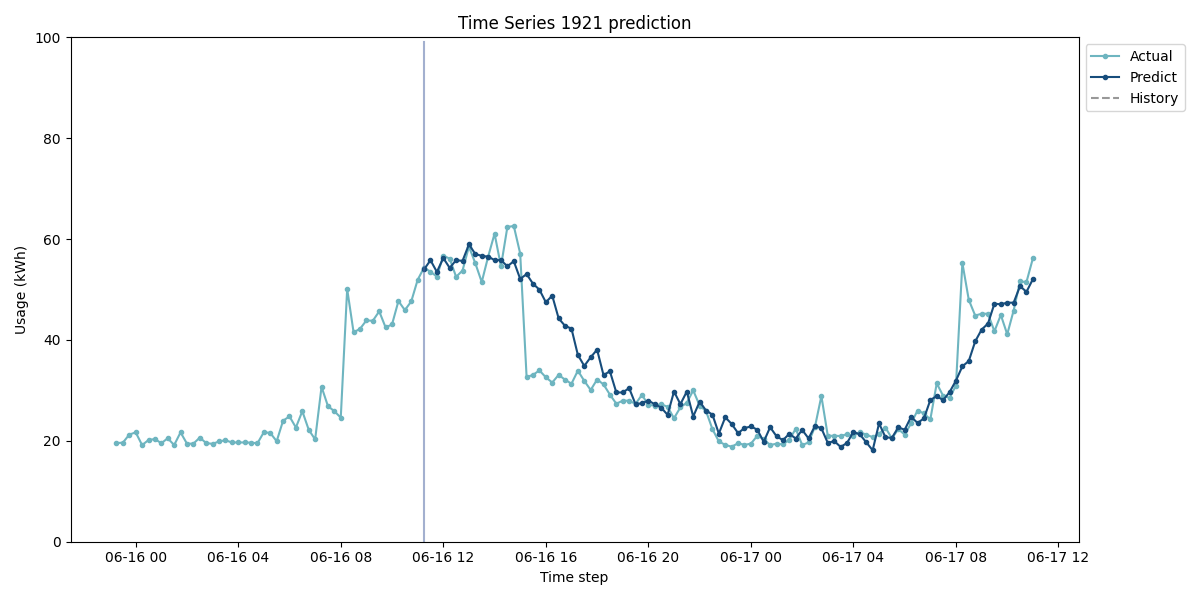 Time Series 1921 prediction
Usage (kWh)
100
80
60
40
20
0
06-16 00
06-16 04
06-16 08
06-16 12
06-16 16
06-16 20
06-17 00
06-17 04
06-17 08
06-17 12
Time step
Actual
Predict
History